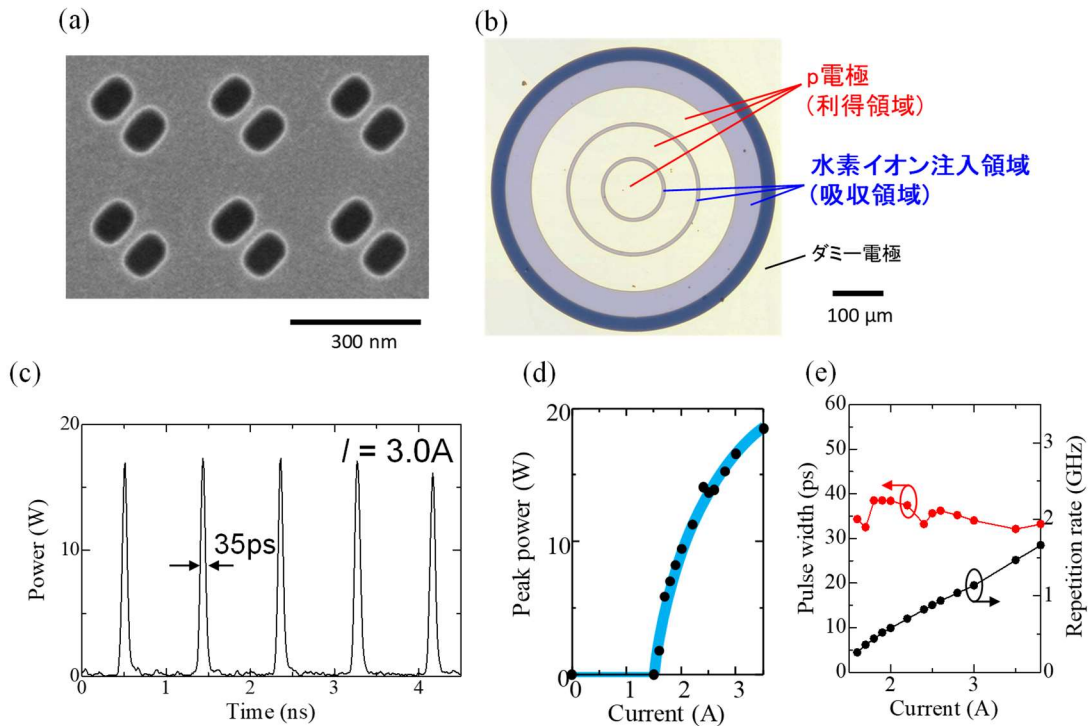 (a)
300 nm
(b)
p電極
(利得領域)
水素イオン注入領域
(吸収領域)
ダミー電極
100 μm
(c)
20
10
0
Power (W)
I = 3.0A
35ps
0 1 2 3 4
Time (ns)
(d)
20
10
0
Peak power (W)
0 1 2 3
Current (A)
(e)
60
50
40
30
20
10
0
Pulse width (ps)
3
2
1
0
Repetition rate (GHz)
2 3
Current (A)